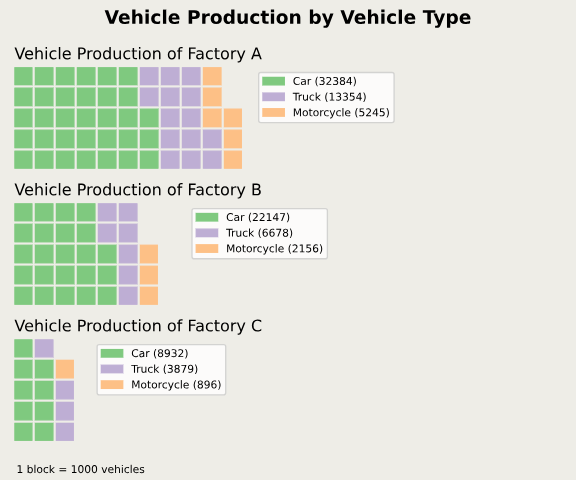 Vehicle Production by Vehicle Type
Vehicle Production of Factory A
Car (32384)
Truck (13354)
Motorcycle (5245)
Vehicle Production of Factory B
Car (22147)
Truck (6678)
Motorcycle (2156)
Vehicle Production of Factory C
Car (8932)
Truck (3879)
Motorcycle (896)
1 block = 1000 vehicles